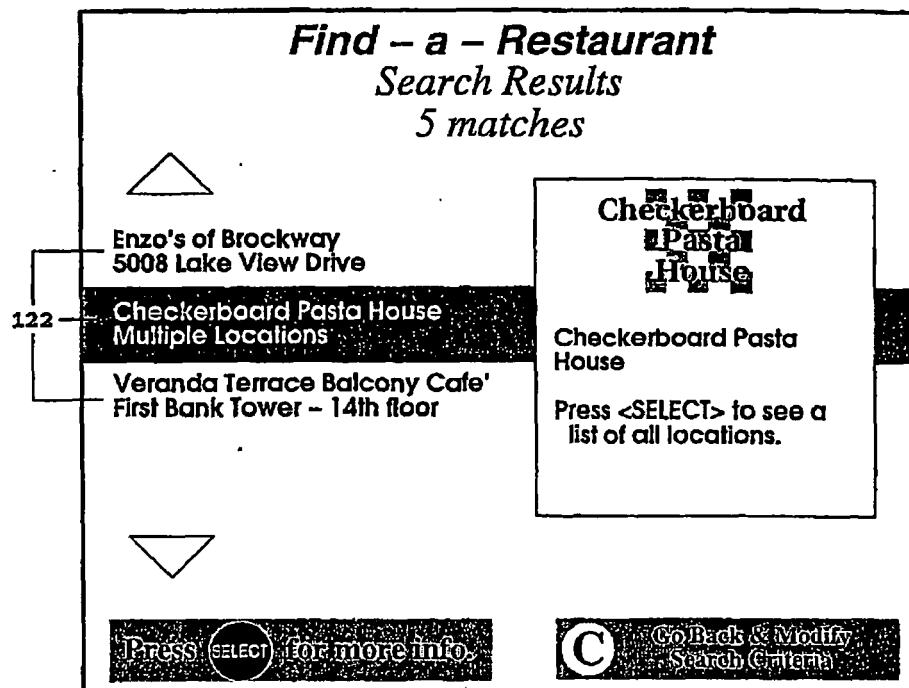 Find – a – Restaurant
Search Results
5 matches
Enzo's of Brockway
5008 Lake View Drive
122
Checkerboard Pasta House
Multiple Locations
Veranda Terrace Balcony Cafe'
First Bank Tower – 14th floor
Checkerboard
Pasta
House
Checkerboard Pasta
House
Press <SELECT> to see a
list of all locations.
Press SELECT for more info.
C Go Back & Modify
Search Criteria